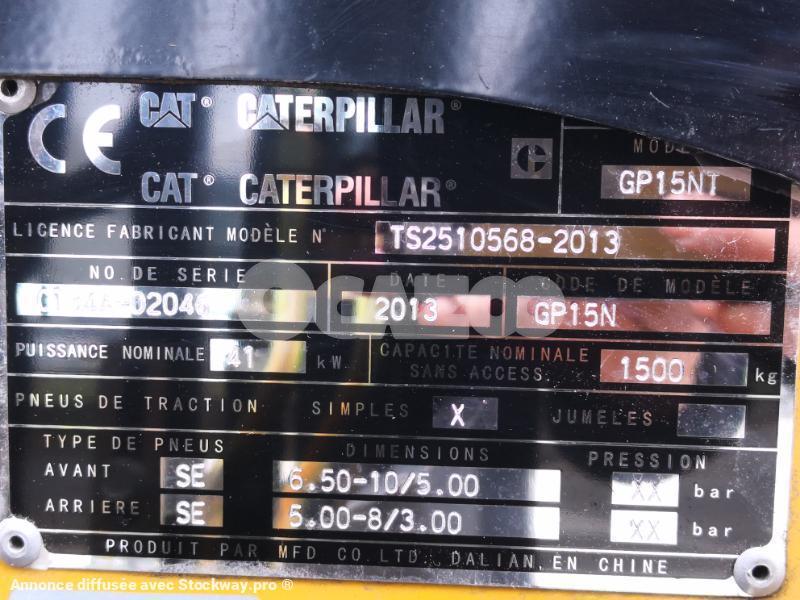 CE CAT® CATERPILLAR®
CAT® CATERPILLAR®
GP15NT
LICENCE FABRICANT MODÈLE N° TS2510568-2013
NO.DE SERIE DATE CODE DE MODÈLE
2013 GP15N
PUISSANCE NOMINALE 41 kW CAPACITE NOMINALE SANS ACCESS. 1500 kg
PNEUS DE TRACTION SIMPLES X JUMELES
TYPE DE PNEUS DIMENSIONS PRESSION
AVANT SE 6.50-10/5.00 XX bar
ARRIERE SE 5.00-8/3.00 XX bar
PRODUIT PAR MFD CO.LTD. DALIAN,EN CHINE
Annonce diffusée avec Stockway.pro ®